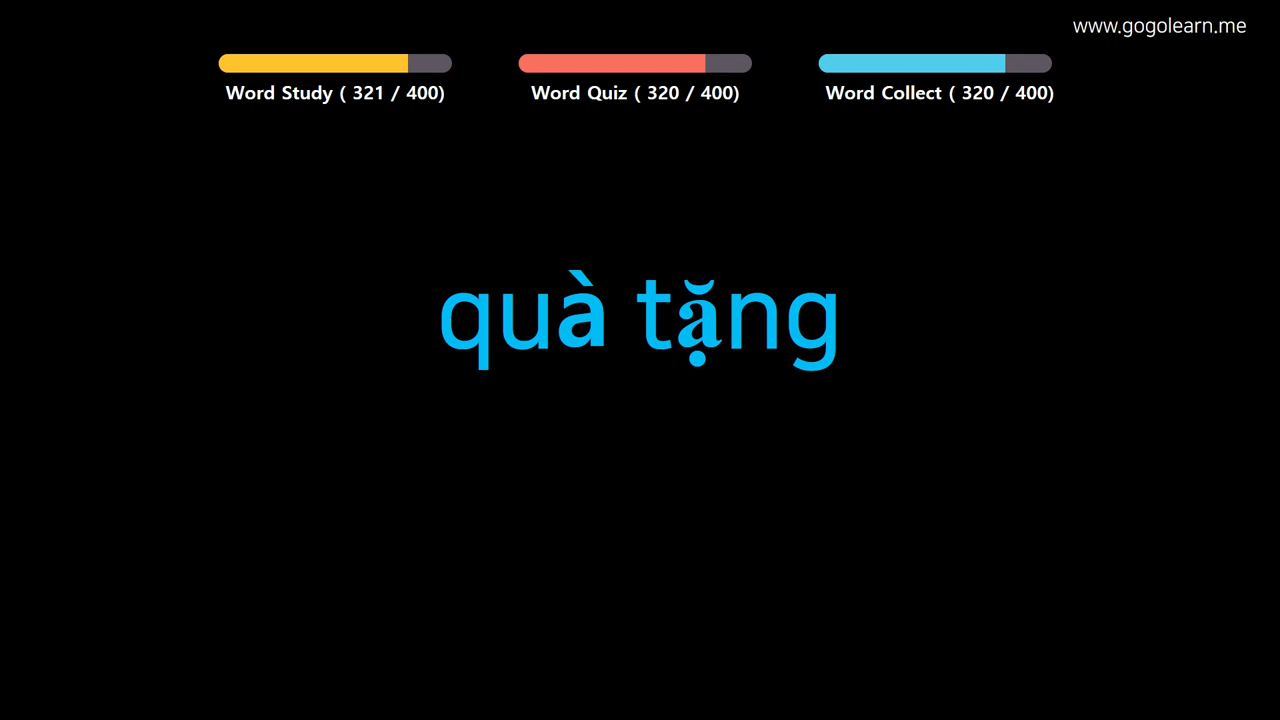 www.gogolearn.me
Word Study ( 321 / 400)
Word Quiz ( 320 / 400)
Word Collect ( 320 / 400)
quà tặng